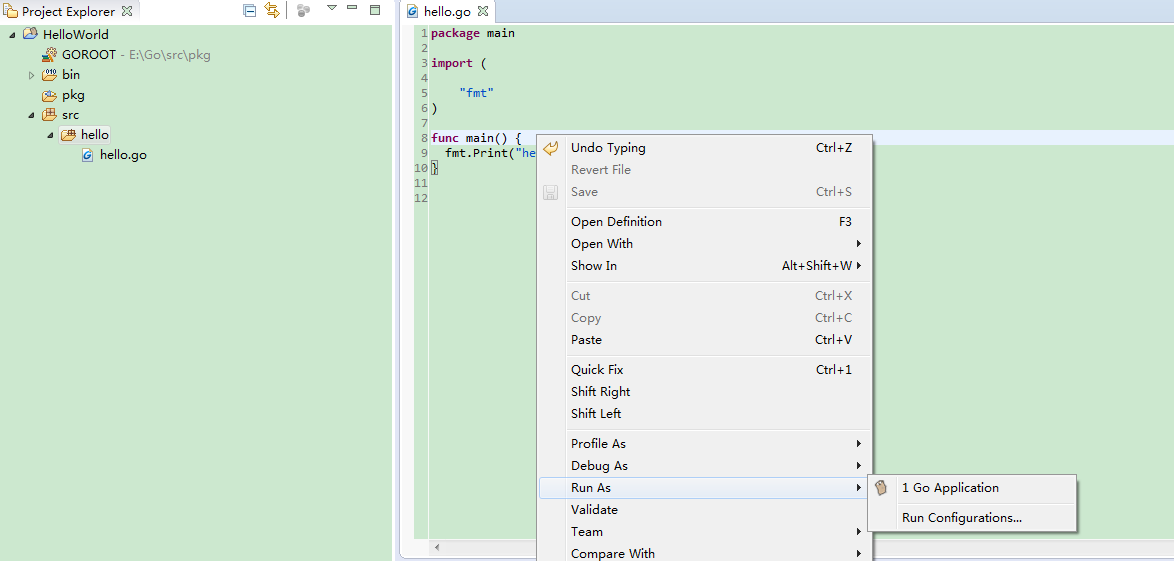 Project Explorer
HelloWorld
GOROOT - E:\Go\src\pkg
bin
pkg
src
hello
hello.go
hello.go
1 package main
2
3 import (
4
5 "fmt"
6 )
7
8 func main() {
9 fmt.Print("he
10 }
11
12
Undo Typing Ctrl+Z
Revert File
Save Ctrl+S
Open Definition F3
Open With
Show In Alt+Shift+W
Cut Ctrl+X
Copy Ctrl+C
Paste Ctrl+V
Quick Fix Ctrl+1
Shift Right
Shift Left
Profile As
Debug As
Run As
Validate
Team
Compare With
1 Go Application
Run Configurations...